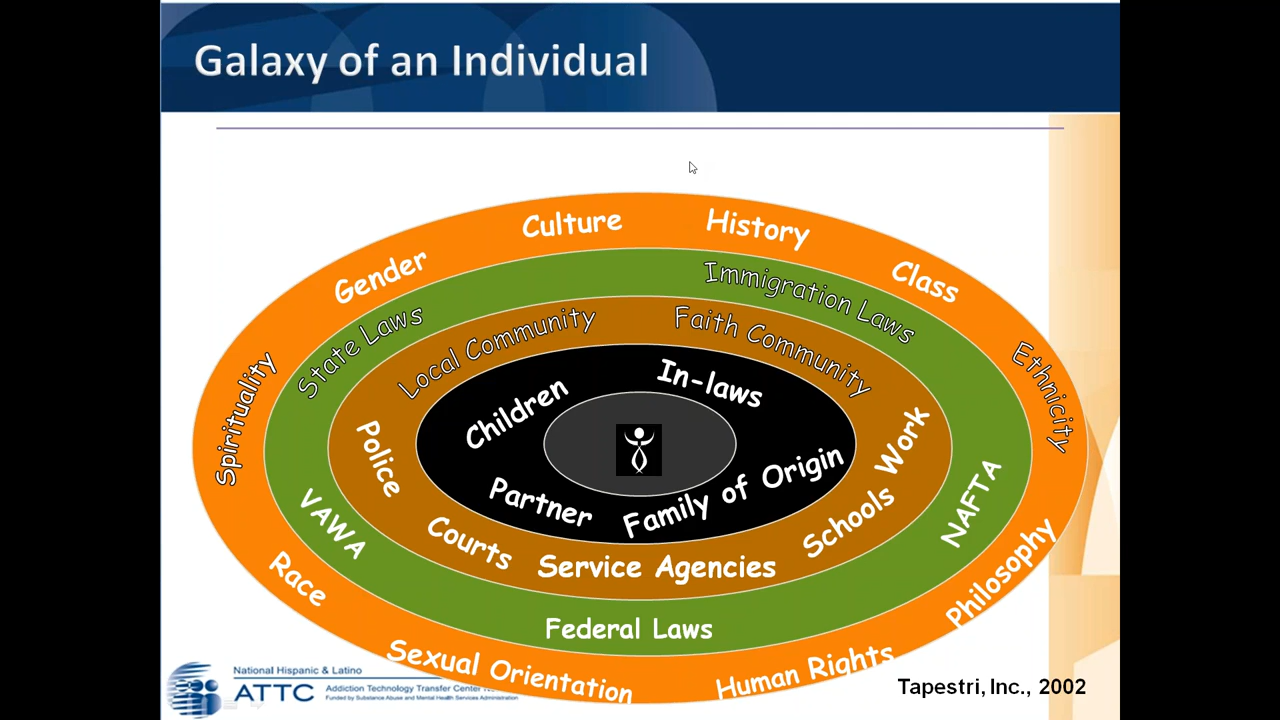 Galaxy of an Individual
Culture
History
Gender
Class
Immigration Laws
State Laws
Local Community
Faith Community
Ethnicity
Spirituality
Children
In-laws
Police
Work
Partner
Family of Origin
VAWA
NAFTA
Courts
Schools
Service Agencies
Race
Philosophy
Federal Laws
Sexual Orientation
Human Rights
National Hispanic & Latino
ATTC
Addiction Technology Transfer Center
Funded by Substance Abuse and Mental Health Services Administration
Tapestri, Inc., 2002